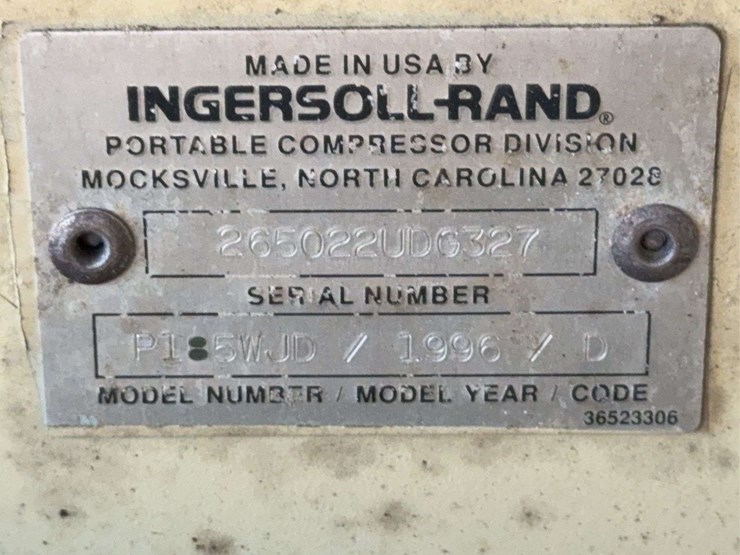 MADE IN USA BY
INGERSOLL-RAND®
PORTABLE COMPRESSOR DIVISION
MOCKSVILLE, NORTH CAROLINA 27028
265022UDG327
SERIAL NUMBER
/ 1996 / D
MODEL NUMBER / MODEL YEAR / CODE
36523306